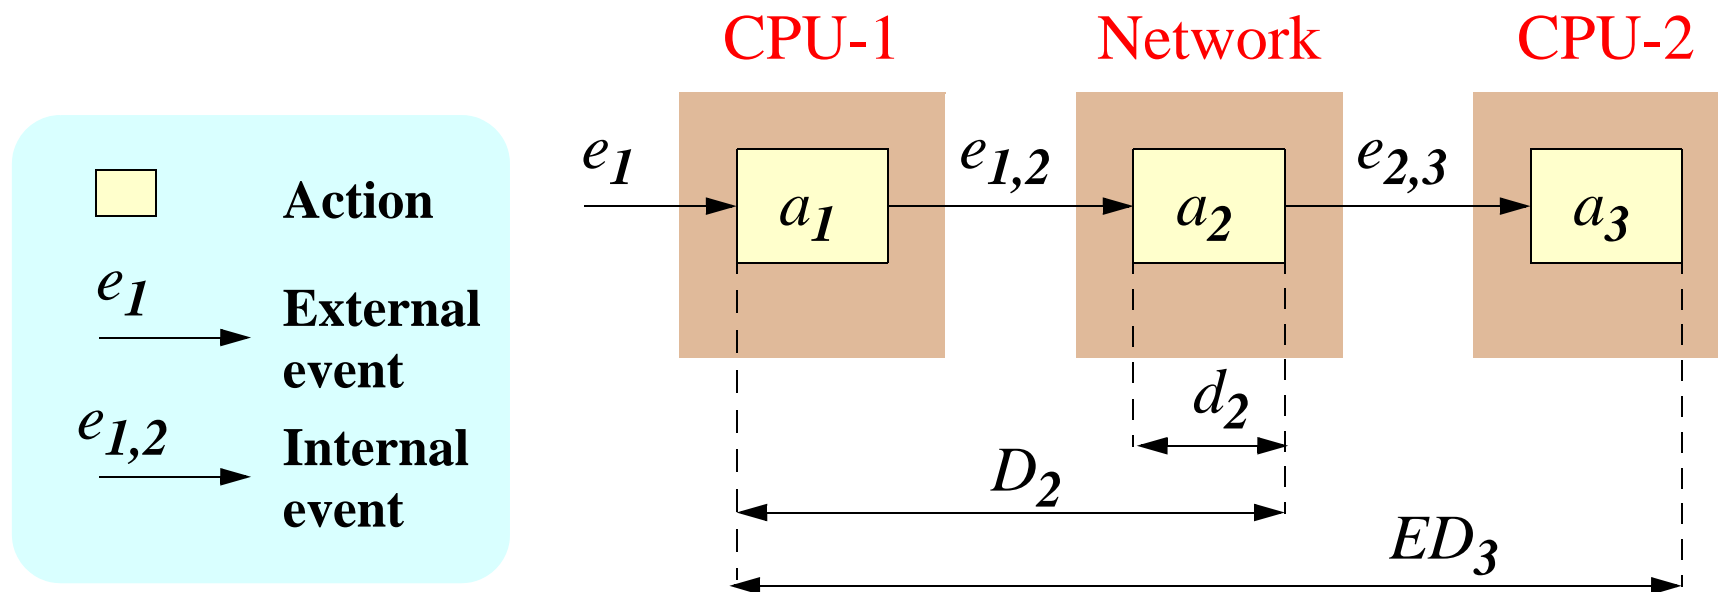 CPU-1 Network CPU-2
e1 e1,2 e2,3
a1 a2 a3
Action
e1
External
event
e1,2
Internal
event
d2
D2
ED3